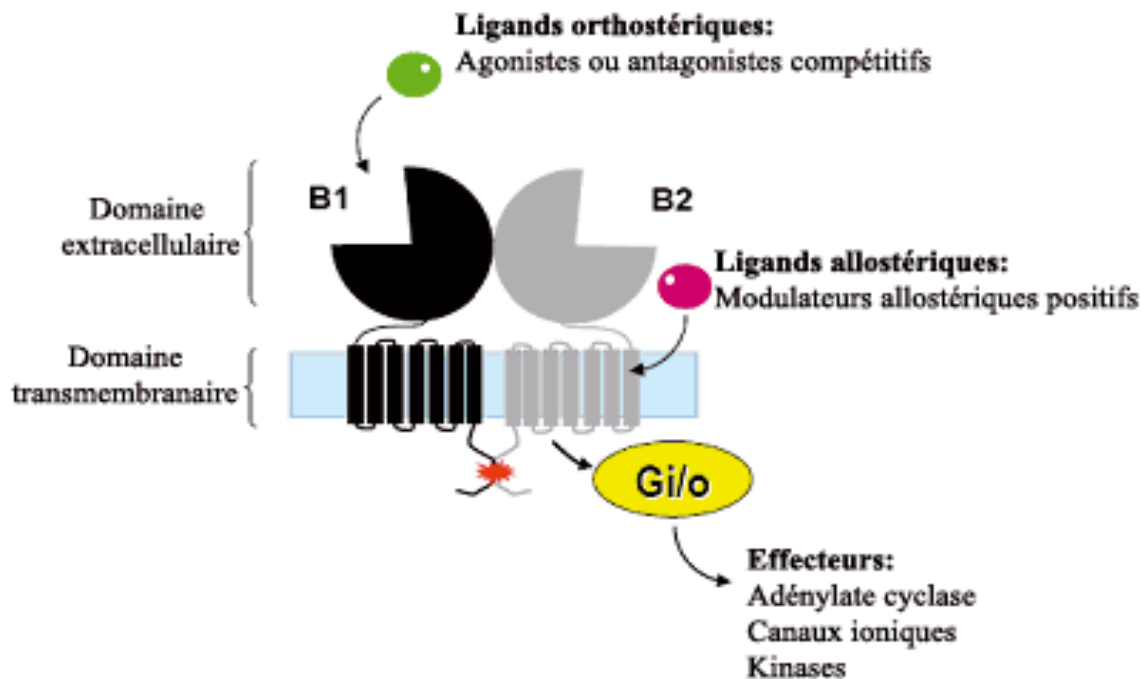 Ligands orthostériques:
Agonistes ou antagonistes compétitifs
B1
B2
Domaine
extracellulaire
Ligands allostériques:
Modulateurs allostériques positifs
Domaine
transmembranaire
Gi/o
Effecteurs:
Adénylate cyclase
Canaux ioniques
Kinases